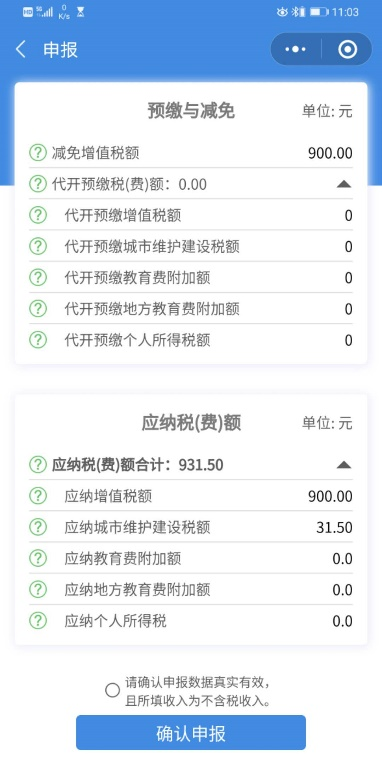 HD 5G 0 K/s 11:03
申报
预缴与减免 单位: 元
减免增值税额 900.00
代开预缴税(费)额：0.00
代开预缴增值税额 0
代开预缴城市维护建设税额 0
代开预缴教育费附加额 0
代开预缴地方教育费附加额 0
代开预缴个人所得税额 0
应纳税(费)额 单位: 元
应纳税(费)额合计：931.50
应纳增值税额 900.00
应纳城市维护建设税额 31.50
应纳教育费附加额 0.0
应纳地方教育费附加额 0.0
应纳个人所得税 0.0
请确认申报数据真实有效，
且所填收入为不含税收入。
确认申报